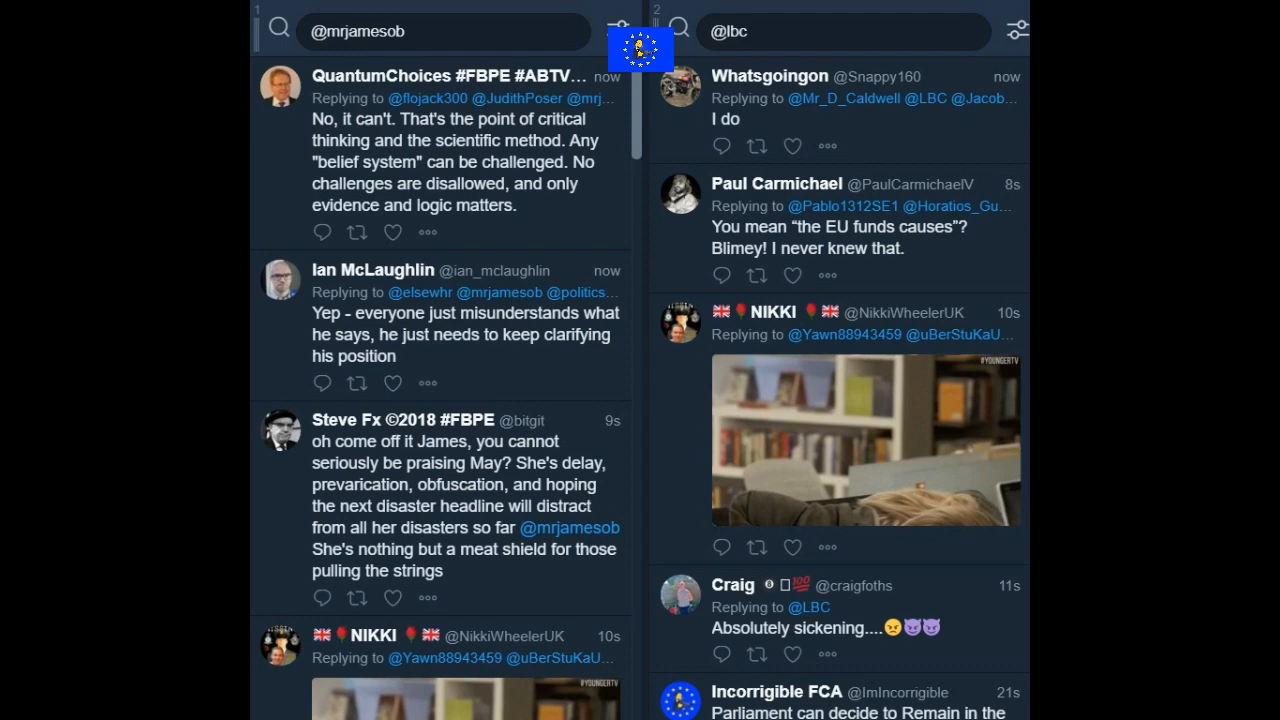 1
@mrjamesob
QuantumChoices #FBPE #ABTV… now
Replying to @flojack300 @JudithPoser @mrj…
No, it can't. That's the point of critical
thinking and the scientific method. Any
"belief system" can be challenged. No
challenges are disallowed, and only
evidence and logic matters.
Ian McLaughlin @ian_mclaughlin now
Replying to @elsewhr @mrjamesob @politics…
Yep - everyone just misunderstands what
he says, he just needs to keep clarifying
his position
Steve Fx ©2018 #FBPE @bitgit 9s
oh come off it James, you cannot
seriously be praising May? She's delay,
prevarication, obfuscation, and hoping
the next disaster headline will distract
from all her disasters so far @mrjamesob
She's nothing but a meat shield for those
pulling the strings
🇬🇧🌹NIKKI 🌹🇬🇧 @NikkiWheelerUK 10s
Replying to @Yawn88943459 @uBerStuKaU…
#YOUNGERTV
2
@lbc
Whatsgoingon @Snappy160 now
Replying to @Mr_D_Caldwell @LBC @Jacob…
I do
Paul Carmichael @PaulCarmichaelV 8s
Replying to @Pablo1312SE1 @Horatios_Gu…
You mean “the EU funds causes”?
Blimey! I never knew that.
🇬🇧🌹NIKKI 🌹🇬🇧 @NikkiWheelerUK 10s
Replying to @Yawn88943459 @uBerStuKaU…
#YOUNGERTV
Craig 💯 @craigfoths 11s
Replying to @LBC
Absolutely sickening....😠😈😈
Incorrigible FCA @ImIncorrigible 21s
Parliament can decide to Remain in the